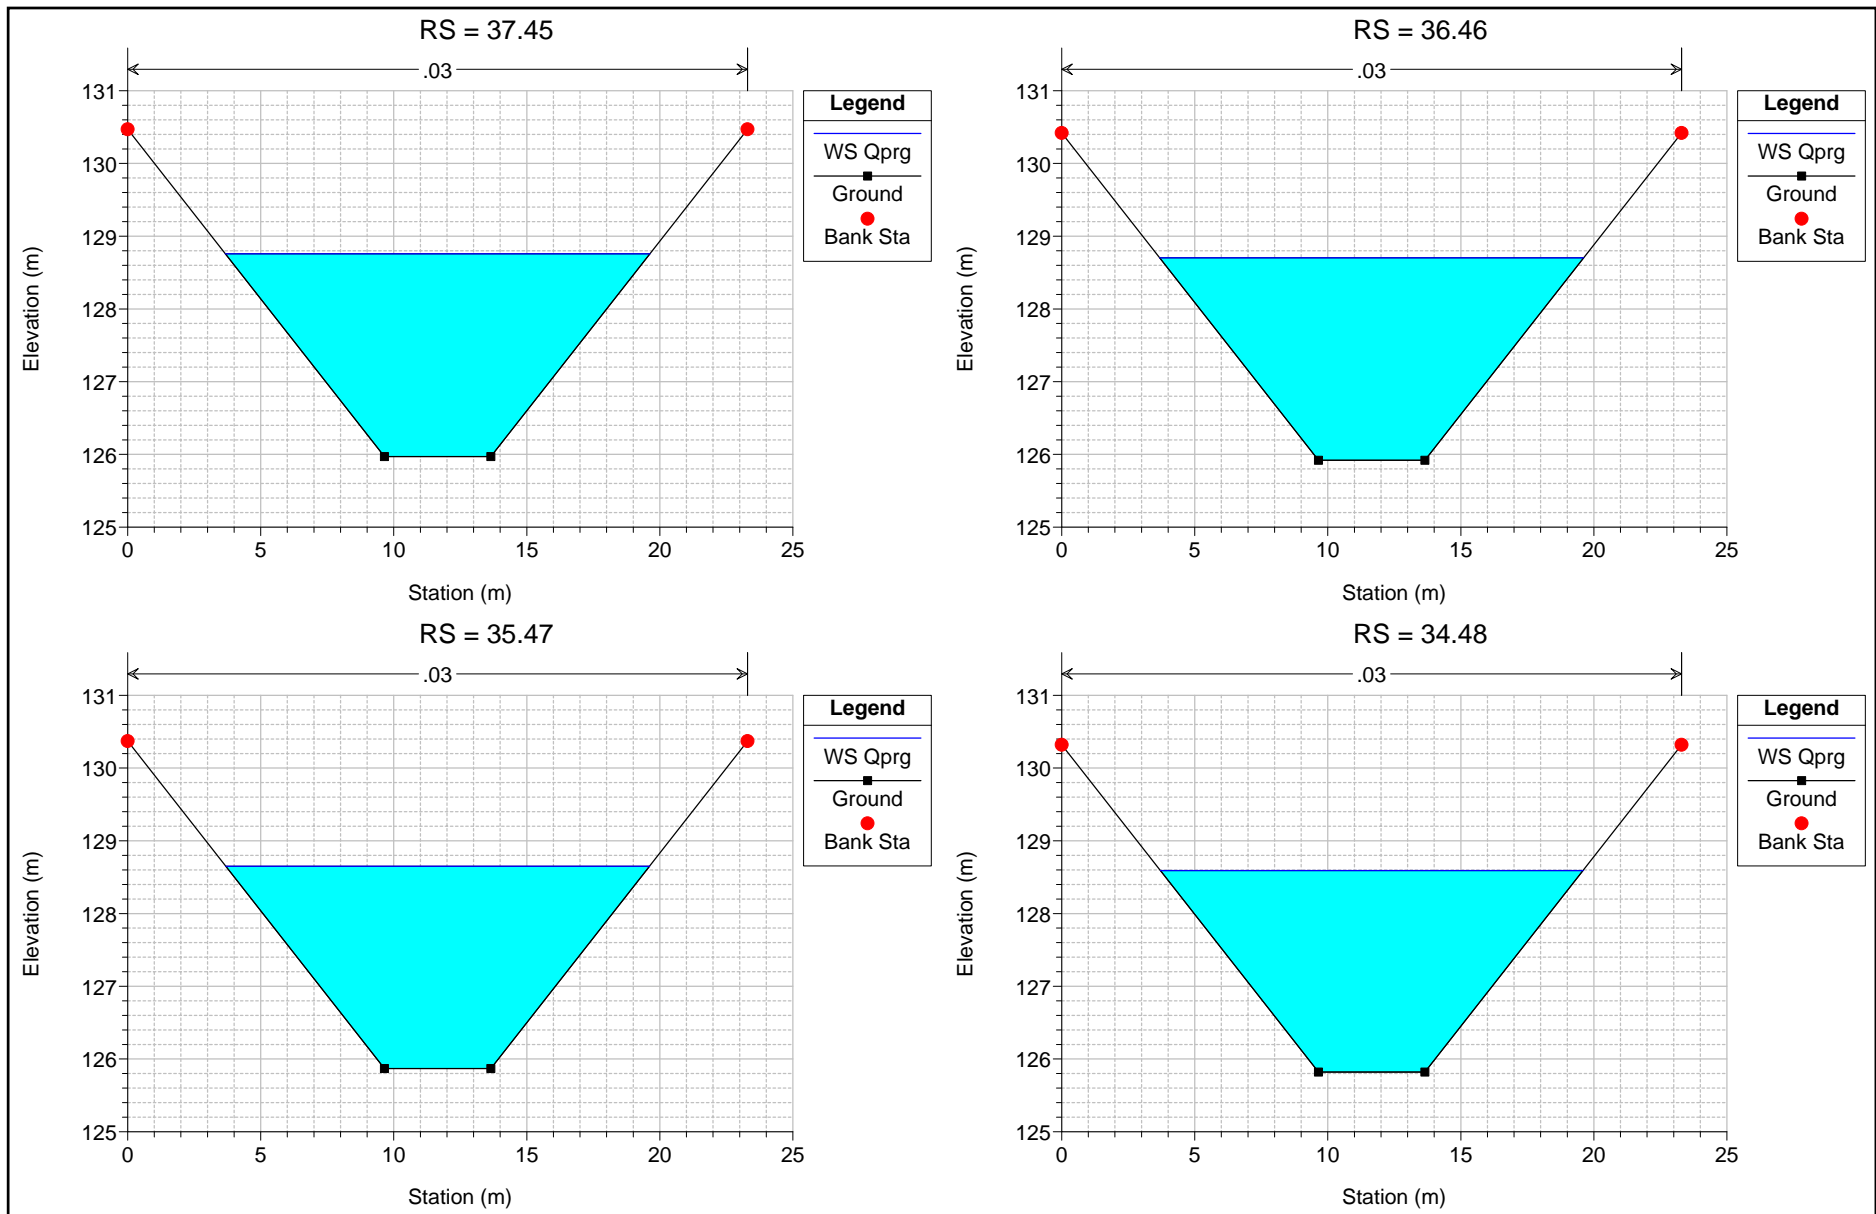 RS = 37.45
.03
131
130
129
128
127
126
125
0 5 10 15 20 25
Elevation (m)
Station (m)
Legend
WS Qprg
Ground
Bank Sta
RS = 36.46
.03
131
130
129
128
127
126
125
0 5 10 15 20 25
Elevation (m)
Station (m)
Legend
WS Qprg
Ground
Bank Sta
RS = 35.47
.03
131
130
129
128
127
126
125
0 5 10 15 20 25
Elevation (m)
Station (m)
Legend
WS Qprg
Ground
Bank Sta
RS = 34.48
.03
131
130
129
128
127
126
125
0 5 10 15 20 25
Elevation (m)
Station (m)
Legend
WS Qprg
Ground
Bank Sta